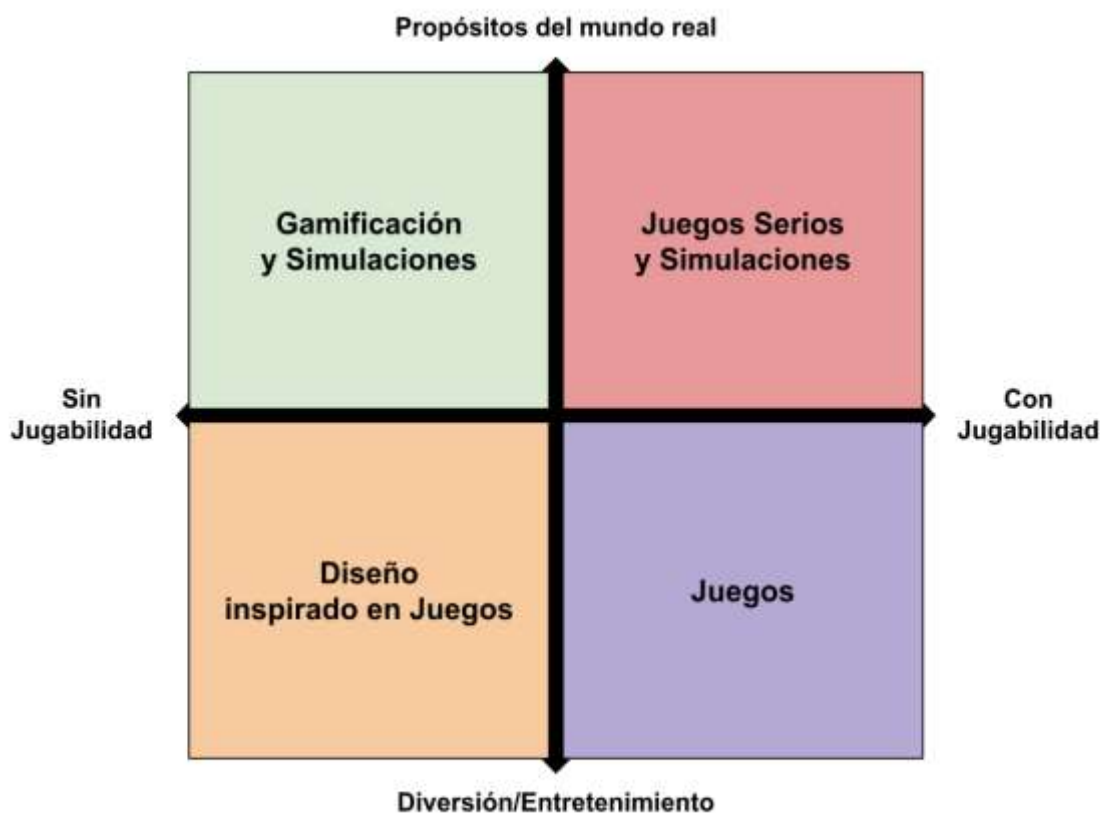 Propósitos del mundo real
Gamificación
y Simulaciones
Juegos Serios
y Simulaciones
Sin
Jugabilidad
Con
Jugabilidad
Diseño
inspirado en Juegos
Juegos
Diversión/Entretenimiento